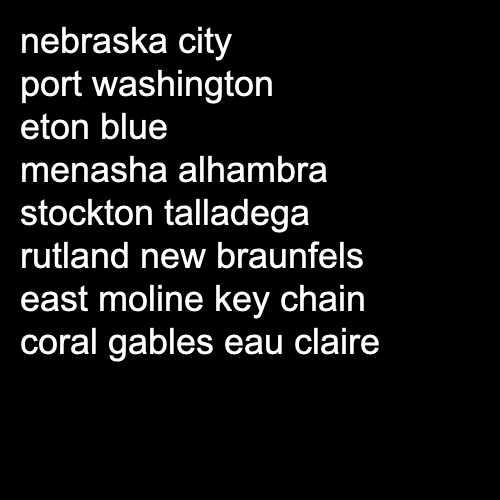 nebraska city
port washington
eton blue
menasha alhambra
stockton talladega
rutland new braunfels
east moline key chain
coral gables eau claire